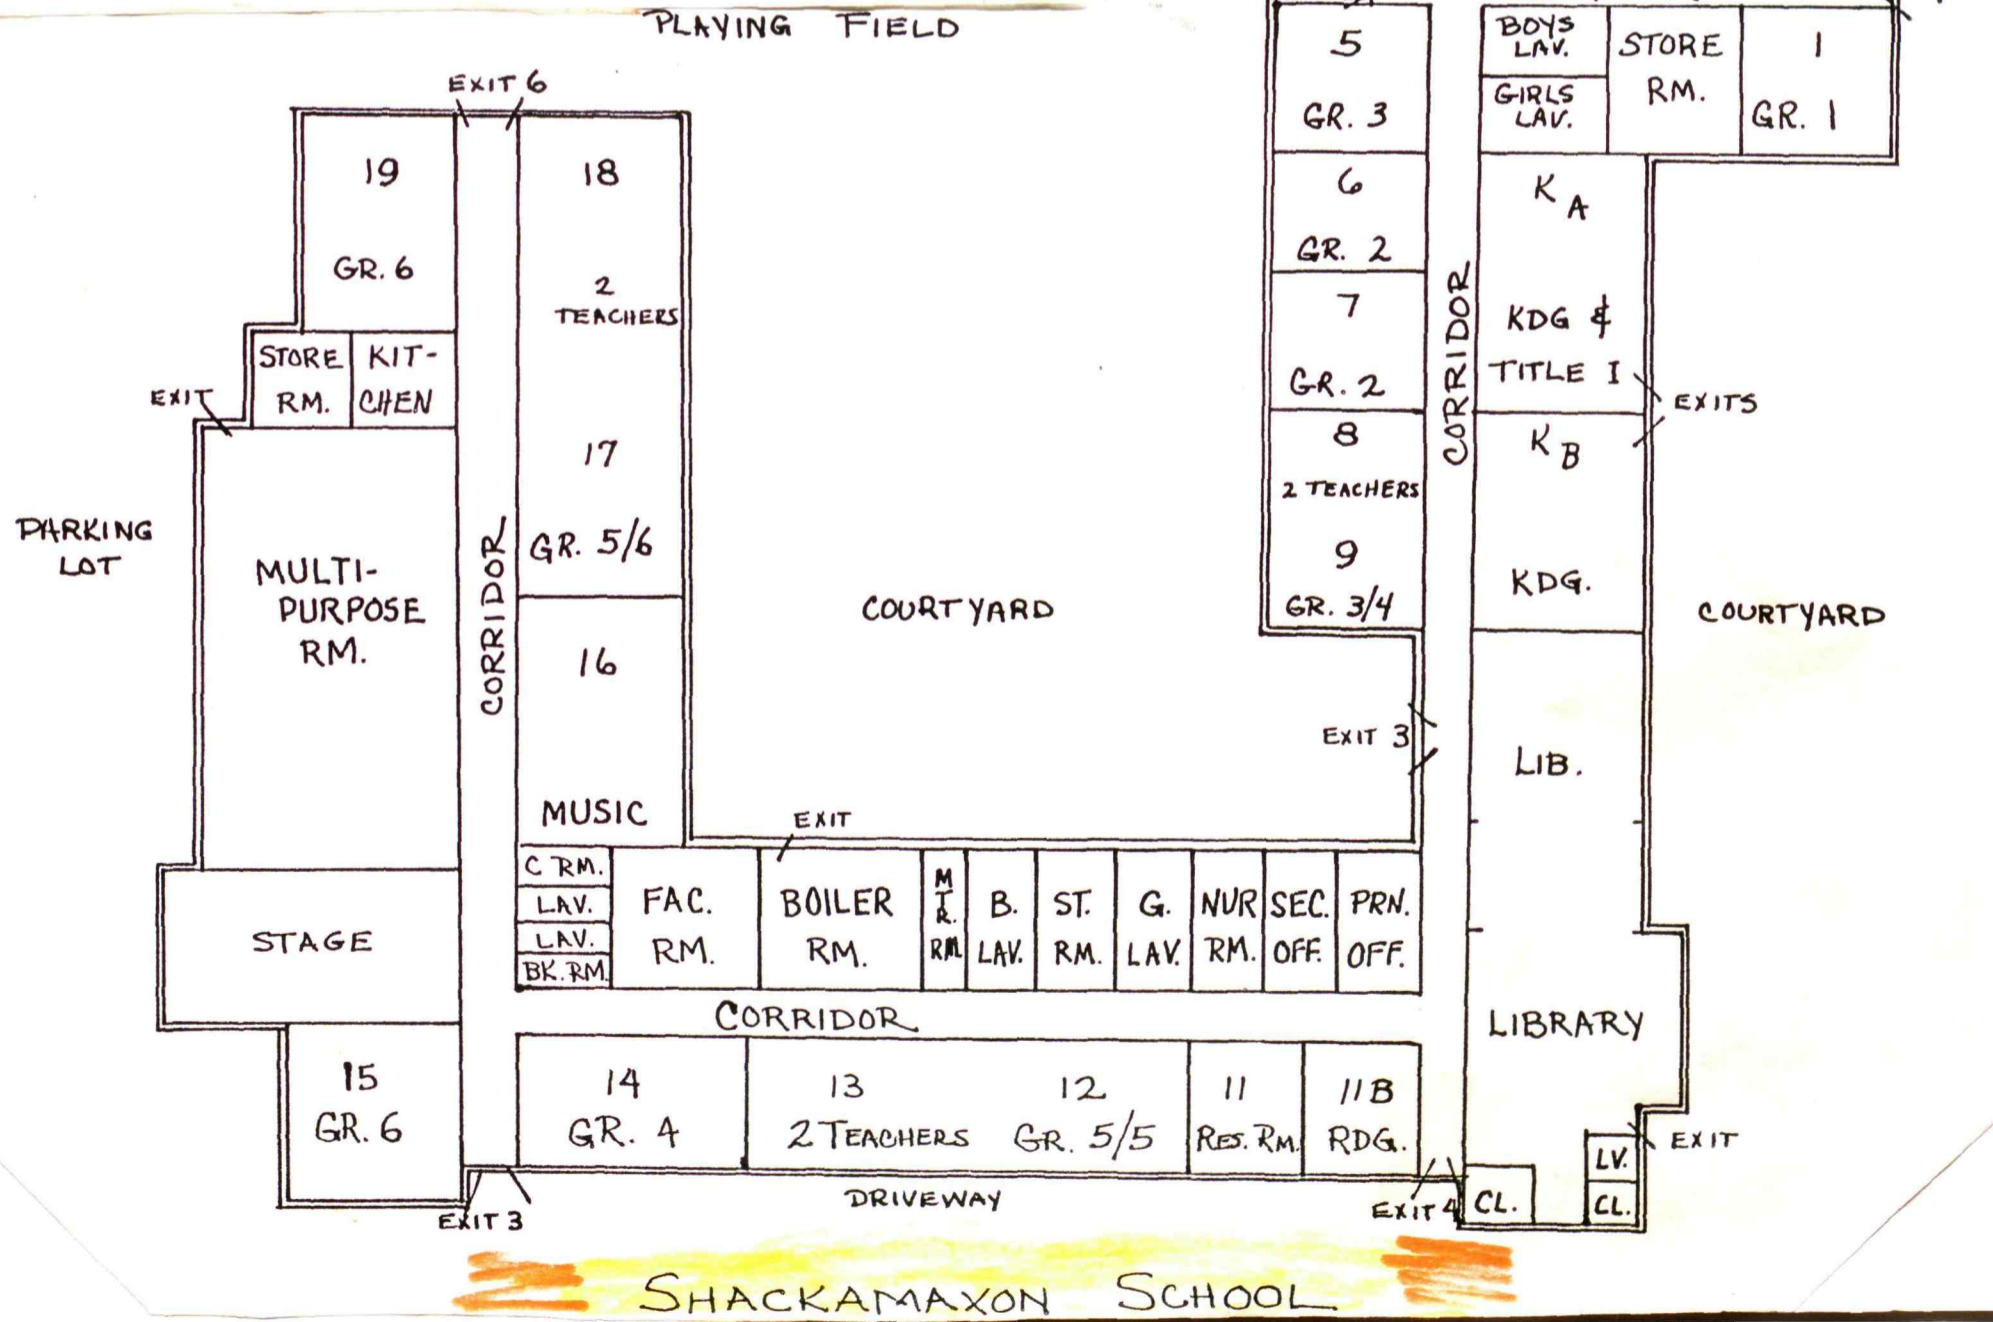 PLAYING FIELD
EXIT 6
19
GR. 6
18
2
TEACHERS
17
GR. 5/6
STORE
RM.
KIT-
CHEN
EXIT
PARKING
LOT
MULTI-
PURPOSE
RM.
CORRIDOR
16
MUSIC
STAGE
15
GR. 6
EXIT 3
COURTYARD
EXIT
C RM.
LAV.
LAV.
BK. RM.
FAC.
RM.
BOILER
RM.
MTR.
RM
B.
LAV.
ST.
RM.
G.
LAV.
NUR
RM.
SEC.
OFF.
PRN.
OFF.
CORRIDOR
14
GR. 4
13
2 TEACHERS
12
GR. 5/5
11
RES. RM.
11B
RDG.
DRIVEWAY
EXIT 4
5
GR. 3
6
GR. 2
7
GR. 2
8
2 TEACHERS
9
GR. 3/4
EXIT 3
CORRIDOR
BOYS
LAV.
GIRLS
LAV.
STORE
RM.
1
GR. 1
K A
KDG &
TITLE I
EXITS
K B
KDG.
COURTYARD
LIB.
LIBRARY
EXIT
LV.
CL.
CL.
SHACKAMAXON SCHOOL